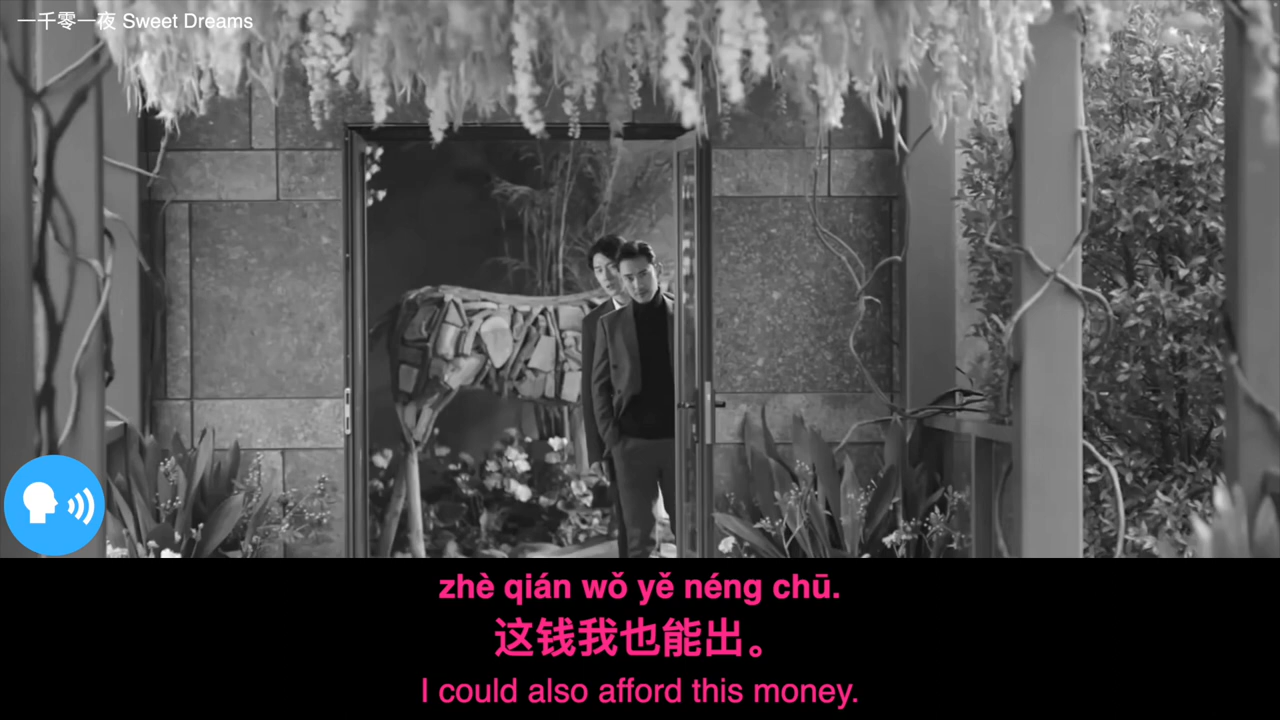 一千零一夜 Sweet Dreams
zhè qián wǒ yě néng chū.
这钱我也能出。
I could also afford this money.